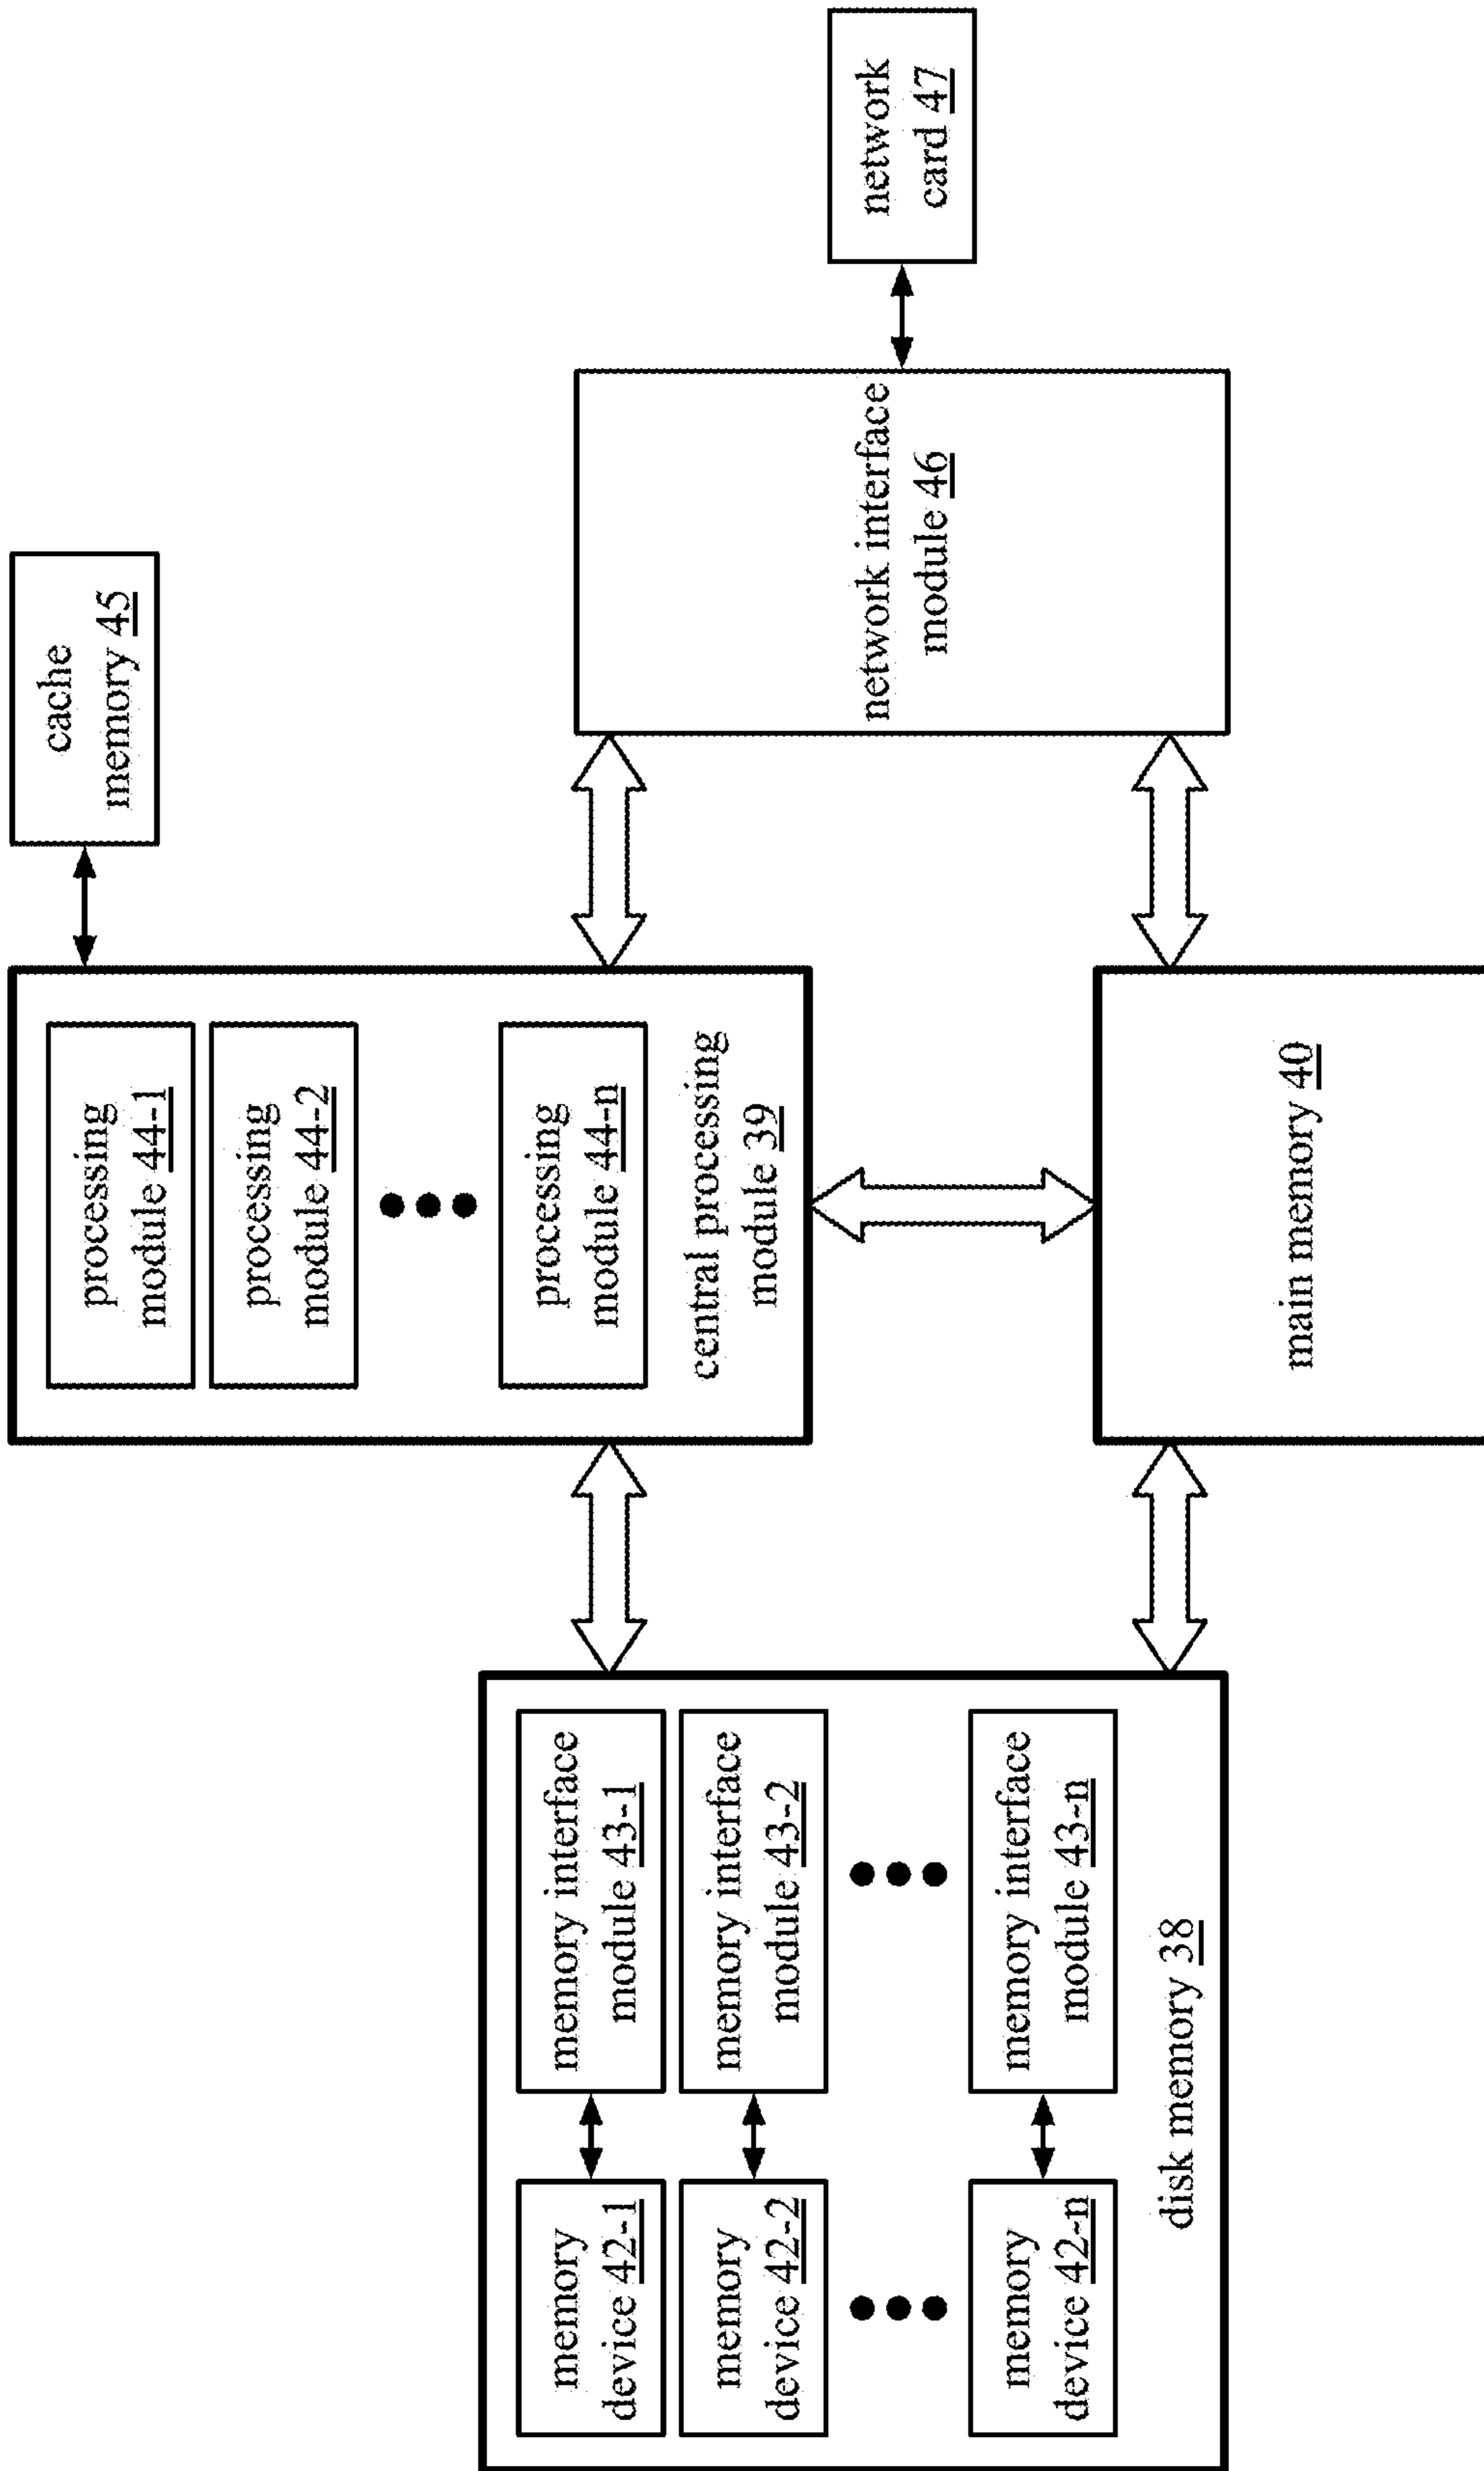 memory
device 42-1
memory interface
module 43-1
memory
device 42-2
memory interface
module 43-2
memory
device 42-n
memory interface
module 43-n
disk memory 38
processing
module 44-1
processing
module 44-2
processing
module 44-n
central processing
module 39
main memory 40
cache
memory 45
network interface
module 46
network
card 47